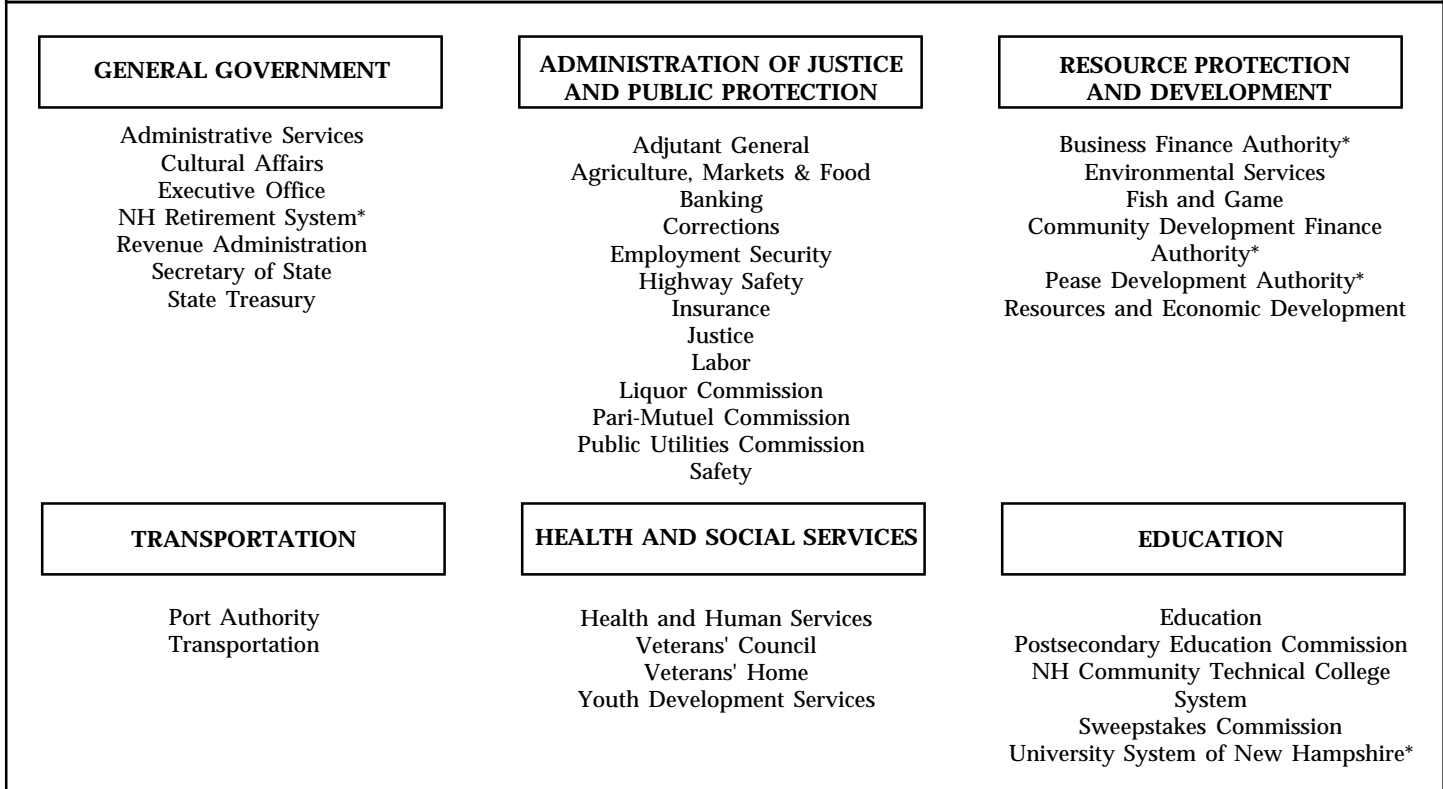 GENERAL GOVERNMENT
Administrative Services
Cultural Affairs
Executive Office
NH Retirement System*
Revenue Administration
Secretary of State
State Treasury
ADMINISTRATION OF JUSTICE
AND PUBLIC PROTECTION
Adjutant General
Agriculture, Markets & Food
Banking
Corrections
Employment Security
Highway Safety
Insurance
Justice
Labor
Liquor Commission
Pari-Mutuel Commission
Public Utilities Commission
Safety
RESOURCE PROTECTION
AND DEVELOPMENT
Business Finance Authority*
Environmental Services
Fish and Game
Community Development Finance
Authority*
Pease Development Authority*
Resources and Economic Development
TRANSPORTATION
Port Authority
Transportation
HEALTH AND SOCIAL SERVICES
Health and Human Services
Veterans' Council
Veterans' Home
Youth Development Services
EDUCATION
Education
Postsecondary Education Commission
NH Community Technical College
System
Sweepstakes Commission
University System of New Hampshire*